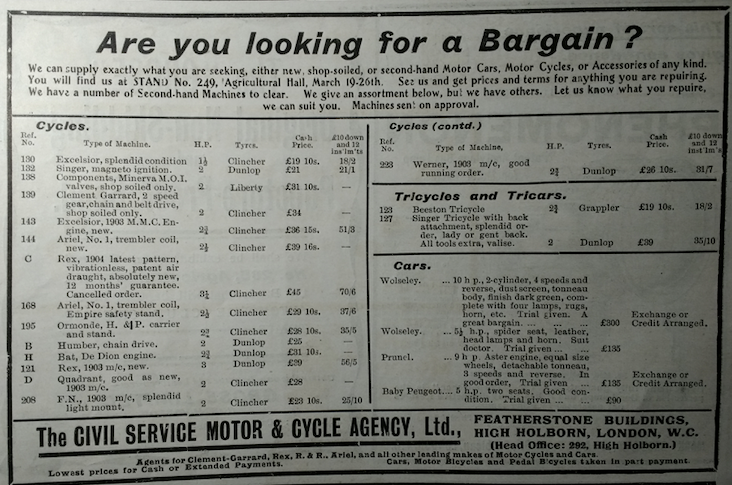 Are you looking for a Bargain?
We can supply exactly what you are seeking, either new, shop-soiled, or second-hand Motor Cars, Motor Cycles, or Accessories of any kind.
You will find us at STAND No. 249, Agricultural Hall, March 19-26th. See us and get prices and terms for anything you are repuiring.
We have a number of Second-hand Machines to clear. We give an assortment below, but we have others. Let us know what you repuire,
we can suit you. Machines sent on approval.
Cycles.
Ref. No. Type of Machine. H.P. Tyres. Cash Price. £10 down and 12 ins'lm'ts
130 Excelsior, splendid condition 1½ Clincher £19 10s. 18/2
132 Singer, magneto ignition. 2 Dunlop £21 21/1
138 Components, Minerva M.O.I.
valves, shop soiled only. 2 Liberty £31 10s. —
139 Clement Garrard, 2 speed
gear, chain and belt drive,
shop soiled only. 2 Clincher £34 —
143 Excelsior, 1903 M.M.C. En-
gine, new. 2¾ Clincher £36 15s. 51/3
144 Ariel, No. 1, trembler coil,
new. 2½ Clincher £39 16s. —
C Rex, 1904 latest pattern,
vibrationless, patent air
draught, absolutely new,
12 months' guarantee.
Cancelled order. 3¼ Clincher £45 70/6
168 Ariel, No. 1, trembler coil,
Empire safety stand. 2½ Clincher £29 10s. 37/6
195 Ormonde, H. & P. carrier
and stand. 2¾ Clincher £28 10s. 35/5
B Humber, chain drive. 2 Dunlop £25 —
H Bat, De Dion engine. 2¾ Dunlop £31 10s. —
121 Rex, 1903 m/c, new. 3 Dunlop £39 56/5
D Quadrant, good as new,
1903 m/c. 2 Clincher £28 —
208 F.N., 1903 m/c, splendid
light mount. 2 Clincher £23 10s. 25/10
Cycles (contd.)
Ref. No. Type of Machine, H.P. Tyres. Cash Price. £10 down and 12 inst'lm'ts
223 Werner, 1903 m/c, good
running order. 2¾ Dunlop £26 10s. 31/7
Tricycles and Tricars.
123 Beeston Tricycle 2¾ Grappler £19 10s. 18/2
127 Singer Tricycle with back
attachment, splendid or-
der, lady or gent back.
All tools extra, valise. 2 Dunlop £39 35/10
Cars.
Wolseley. ... 10 h p., 2-cylinder, 4 speeds and
reverse, dust screen, tonneau
body, finish dark green, com-
plete with four lamps, rugs,
horn, etc. Trial given. A
great bargain. ... ... ... £300 Exchange or Credit Arranged.
Wolseley. ... 5½ h.p., spider seat, leather,
head lamps and horn. Suit
doctor. Trial given ... £135
Prunel. ... 9 h p. Aster engine, equal size
wheels, detachable tonneau,
3 speeds and reverse. In
good order, Trial given ... £135 Exchange or Credit Arranged.
Baby Peugeot.... 5 h.p. two seats. Good con-
dition. Trial given ... £90
The CIVIL SERVICE MOTOR & CYCLE AGENCY, Ltd.,
FEATHERSTONE BUILDINGS,
HIGH HOLBORN, LONDON, W.C.
(Head Office: 292, High Holborn.)
Agents for Clement-Garrard, Rex, R. & R., Ariel, and all other leading makes of Motor Cycles and Cars.
Lowest prices for Cash or Extended Payments. Cars, Motor Bicycles and Pedal Bicycles taken in part payment.